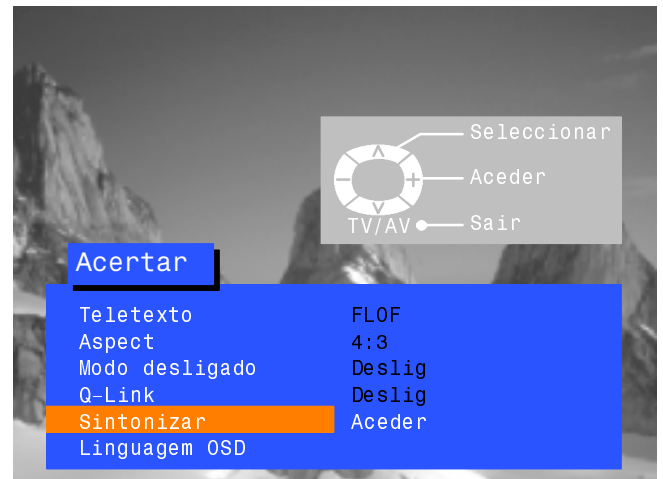 Seleccionar
Aceder
TV/AV Sair
Acertar
Teletexto FLOF
Aspect 4:3
Modo desligado Deslig
Q-Link Deslig
Sintonizar Aceder
Linguagem OSD